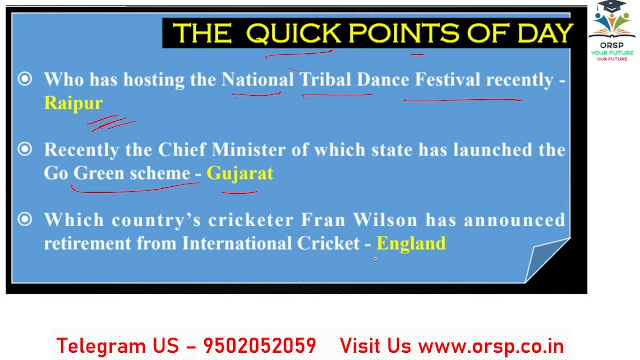 THE QUICK POINTS OF DAY
ORSP
YOUR FUTURE
OUR FUTURE
Who has hosting the National Tribal Dance Festival recently -
Raipur
Recently the Chief Minister of which state has launched the
Go Green scheme - Gujarat
Which country's cricketer Fran Wilson has announced
retirement from International Cricket - England
Telegram US – 9502052059 Visit Us www.orsp.co.in